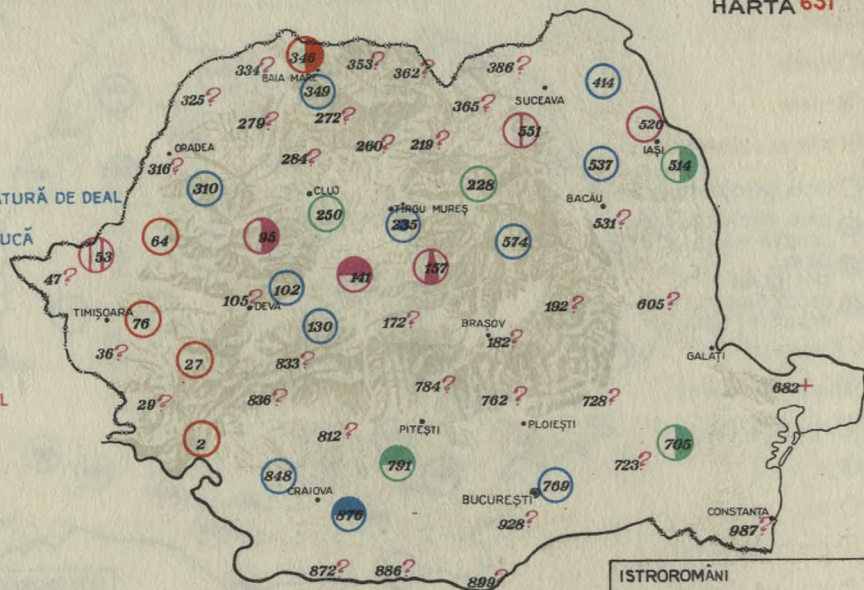 HARTA 631
346
353?
362?
386?
334?
BAIA MARE
349
414
325?
272?
365?
SUCEAVA
279?
551
520
IAȘI
ORADEA
316?
284?
260?
219?
537
514
310
CLUJ
228
ATURĂ DE DEAL
250
TÎRGU MUREȘ
235
BACĂU
531?
UCĂ
64
95
574
53
47?
141
157
102
105?
DEVA
192?
605?
TIMIȘOARA
76
130
172?
BRAȘOV
182?
36?
27
833?
GALAȚI
784?
682+
L
29?
836?
762?
728?
2
812?
PITEȘTI
PLOIEȘTI
705
791
723?
848
CRAIOVA
BUCUREȘTI
769
876
928?
CONSTANȚA
987?
872?
886?
899?
ISTROROMÂNI